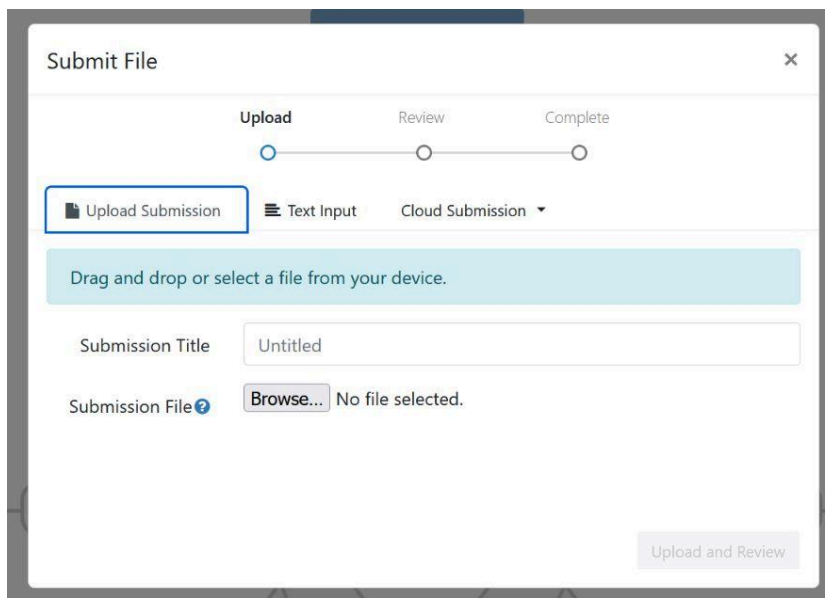 Submit File ×
Upload Review Complete
Upload Submission Text Input Cloud Submission
Drag and drop or select a file from your device.
Submission Title Untitled
Submission File? Browse... No file selected.
Upload and Review